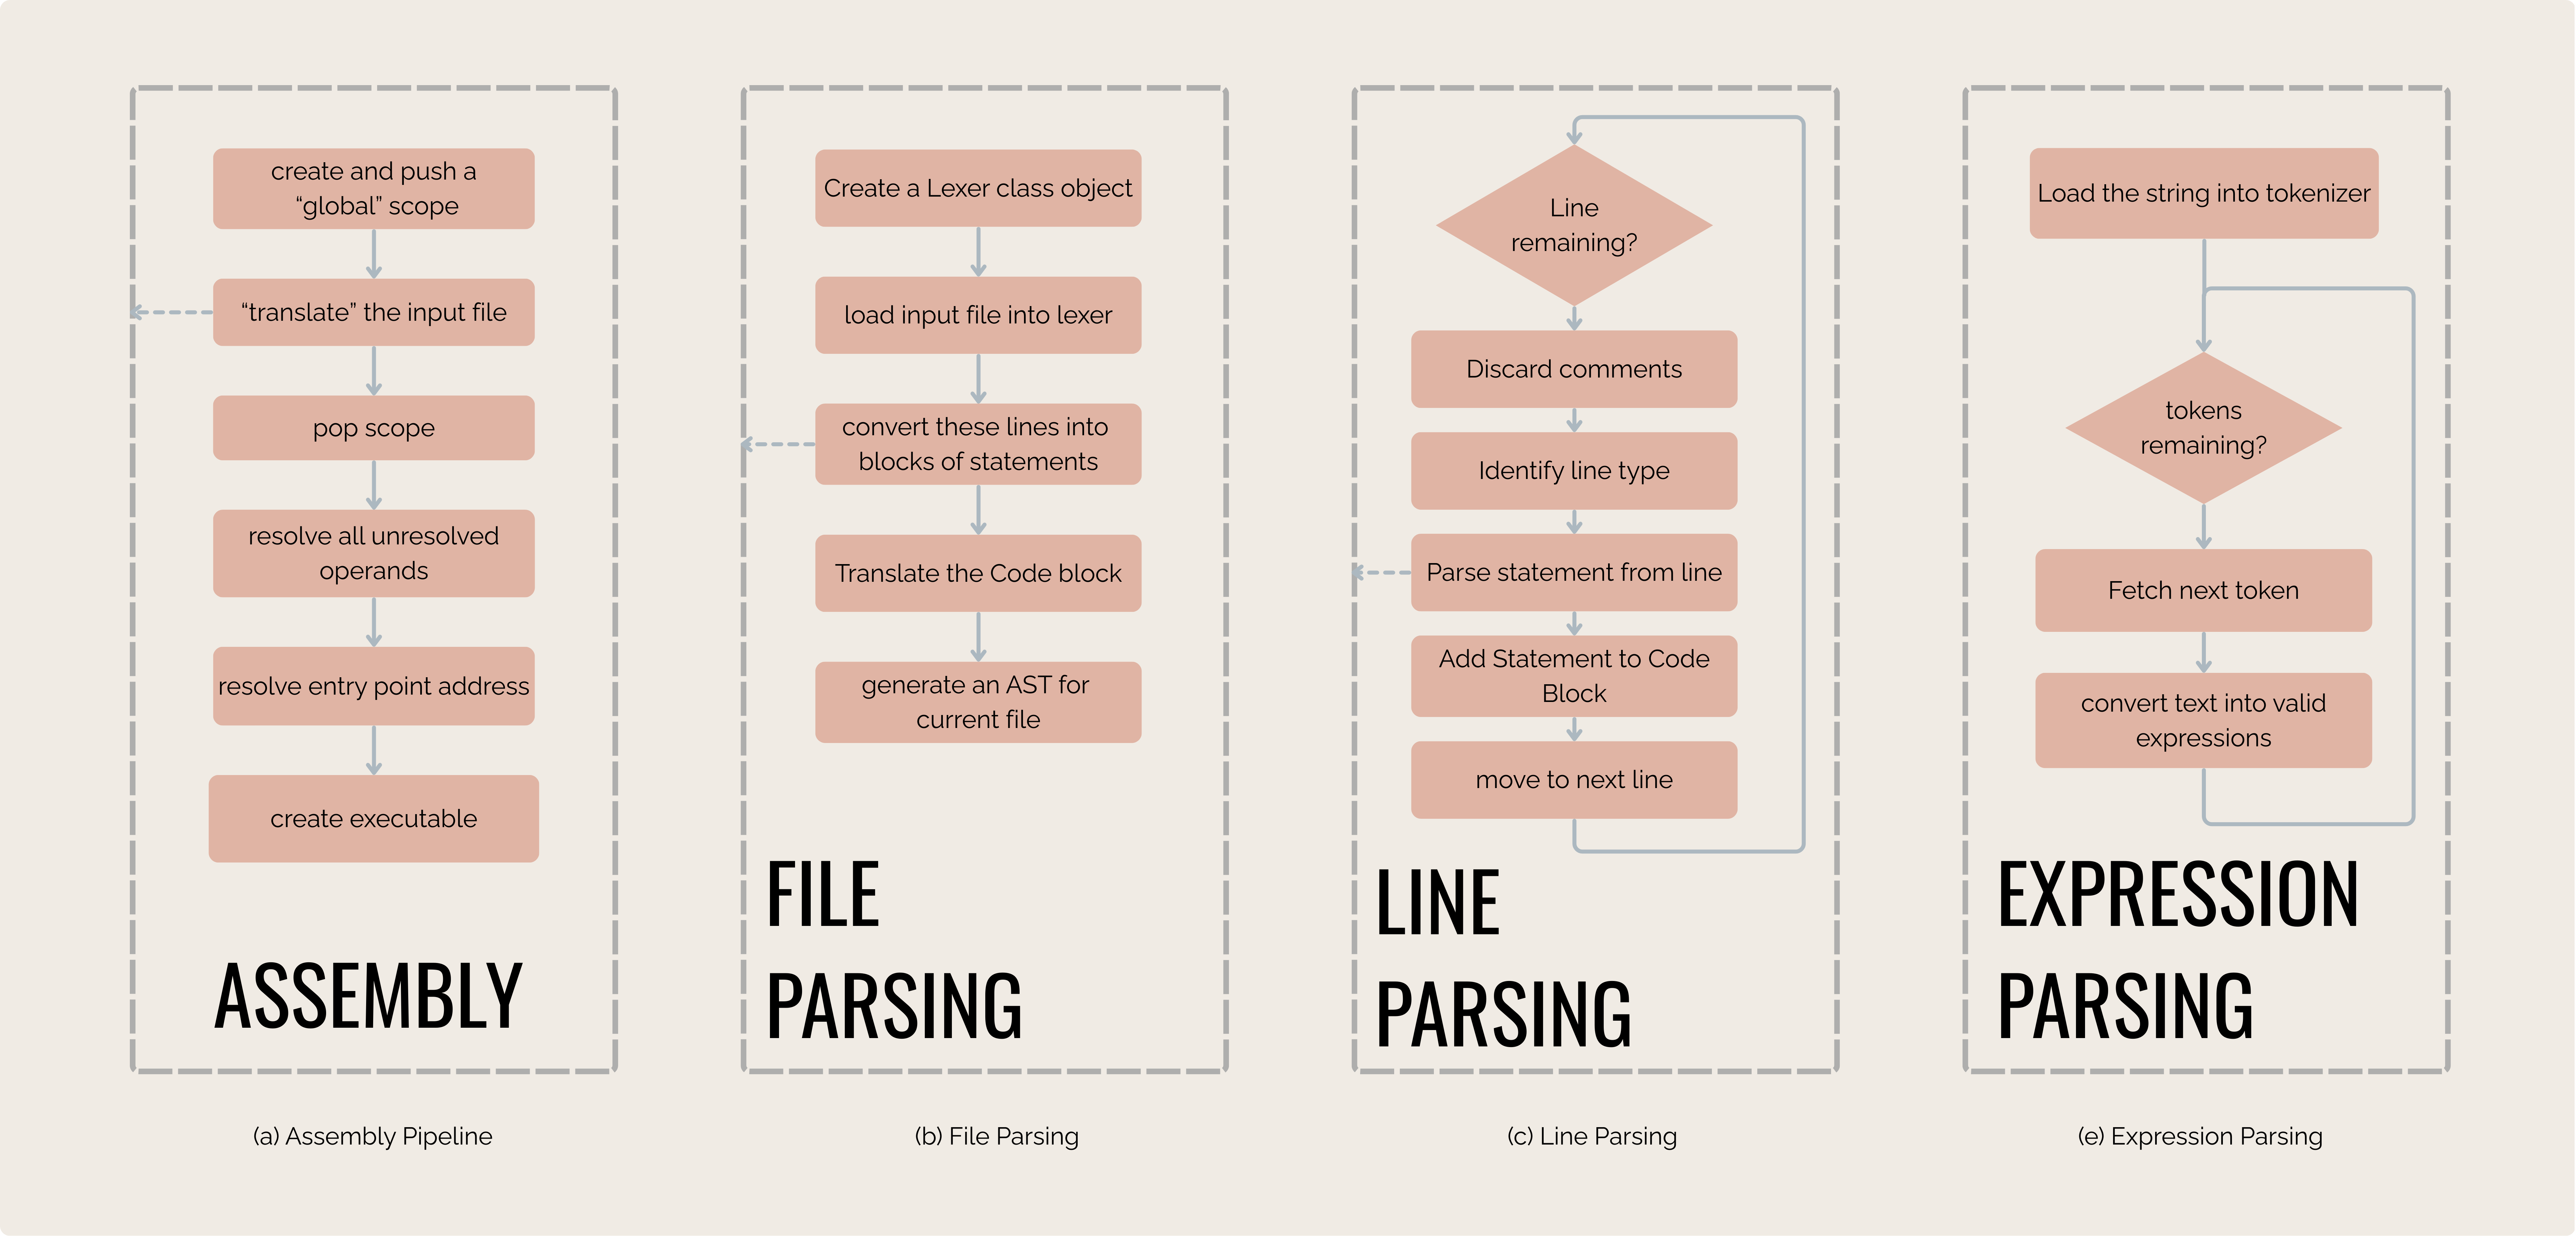 create and push a
“global” scope
“translate” the input file
pop scope
resolve all unresolved
operands
resolve entry point address
create executable
ASSEMBLY
(a) Assembly Pipeline
Create a Lexer class object
load input file into lexer
convert these lines into
blocks of statements
Translate the Code block
generate an AST for
current file
FILE
PARSING
(b) File Parsing
Line
remaining?
Discard comments
Identify line type
Parse statement from line
Add Statement to Code
Block
move to next line
LINE
PARSING
(c) Line Parsing
Load the string into tokenizer
tokens
remaining?
Fetch next token
convert text into valid
expressions
EXPRESSION
PARSING
(e) Expression Parsing